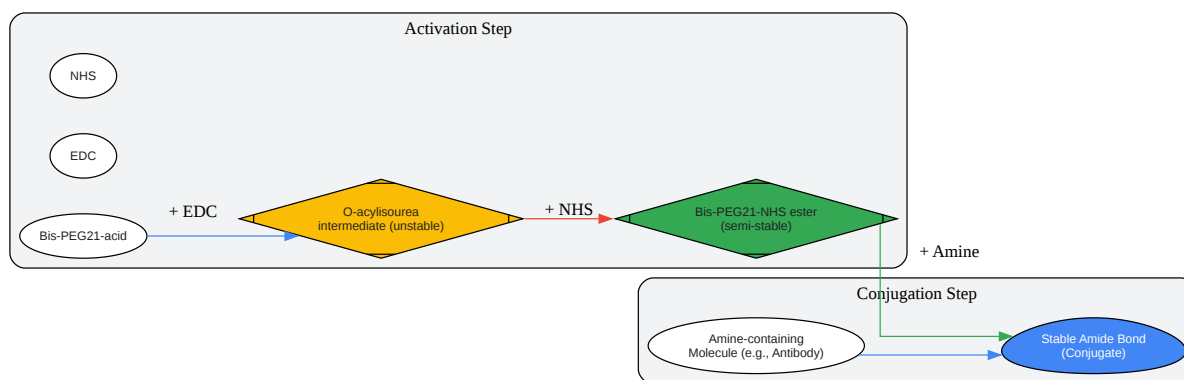 Activation Step
NHS
EDC
Bis-PEG21-acid
+ EDC
O-acylisourea
intermediate (unstable)
+ NHS
Bis-PEG21-NHS ester
(semi-stable)
+ Amine
Conjugation Step
Amine-containing
Molecule (e.g., Antibody)
Stable Amide Bond
(Conjugate)